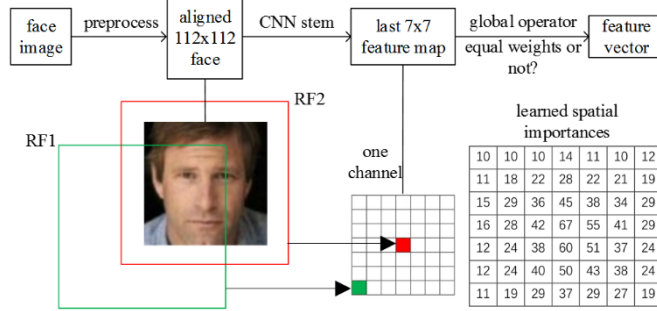 face
image
preprocess
aligned
112x112
face
CNN stem
last 7x7
feature map
global operator
equal weights or
not?
feature
vector
RF2
RF1
one
channel
learned spatial
importances
10 10 10 14 11 10 12
11 18 22 28 22 21 19
15 29 36 45 38 34 29
16 28 42 67 55 41 29
12 24 38 60 51 37 24
12 24 40 50 43 38 24
11 19 29 37 29 27 19